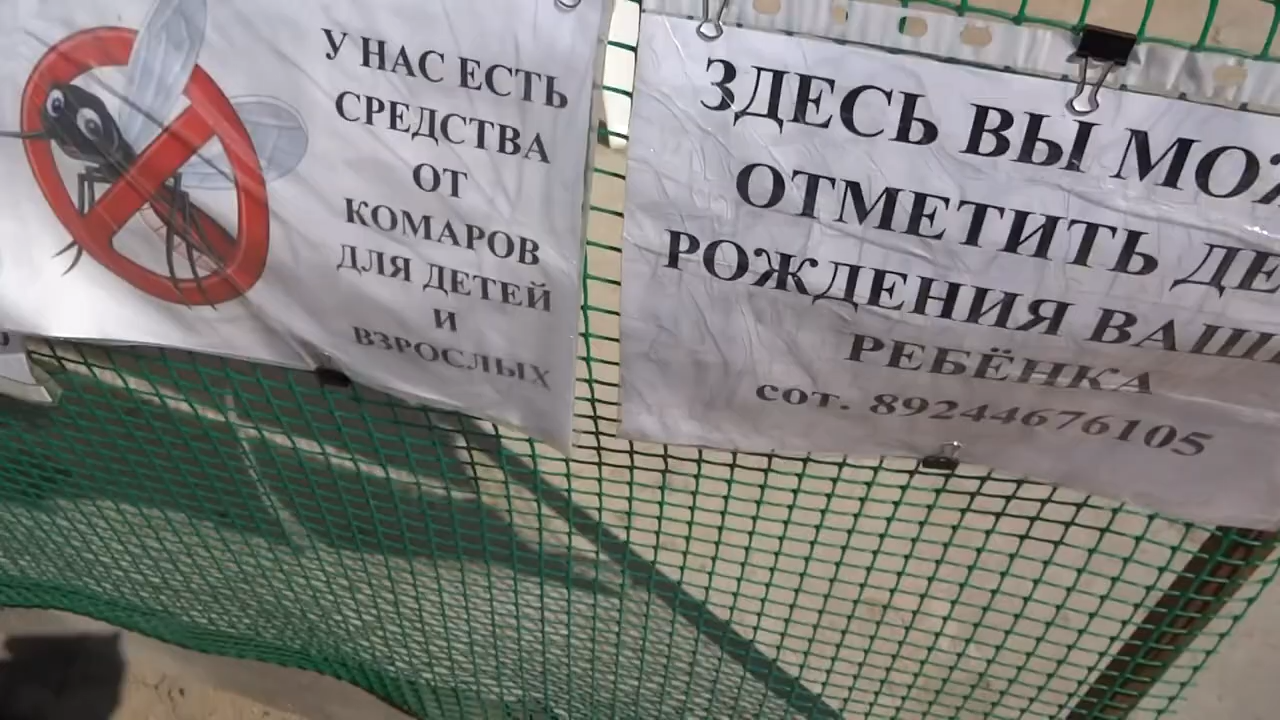 У НАС ЕСТЬ
СРЕДСТВА
ОТ
КОМАРОВ
ДЛЯ ДЕТЕЙ
И
ВЗРОСЛЫХ
ЗДЕСЬ ВЫ
ОТМЕТИТЬ
РОЖДЕНИЯ
РЕБЁНКА
сот. 89244676105